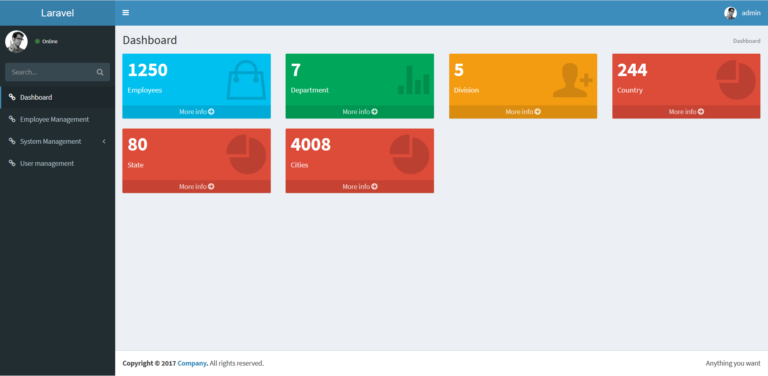 Laravel
admin
Online
Search...
Dashboard
Employee Management
System Management
User management
Dashboard
Dashboard
1250
Employees
More info
7
Department
More info
5
Division
More info
244
Country
More info
80
State
More info
4008
Cities
More info
Copyright © 2017 Company. All rights reserved.
Anything you want